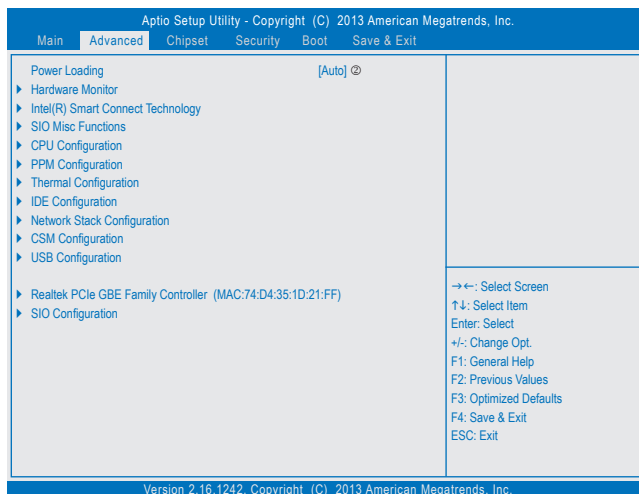 Aptio Setup Utility - Copyright (C) 2013 American Megatrends, Inc.
Main Advanced Chipset Security Boot Save & Exit
Power Loading [Auto] ②
Hardware Monitor
Intel(R) Smart Connect Technology
SIO Misc Functions
CPU Configuration
PPM Configuration
Thermal Configuration
IDE Configuration
Network Stack Configuration
CSM Configuration
USB Configuration
Realtek PCIe GBE Family Controller (MAC:74:D4:35:1D:21:FF)
SIO Configuration
→←: Select Screen
↑↓: Select Item
Enter: Select
+/-: Change Opt.
F1: General Help
F2: Previous Values
F3: Optimized Defaults
F4: Save & Exit
ESC: Exit
Version 2.16.1242. Copyright (C) 2013 American Megatrends, Inc.